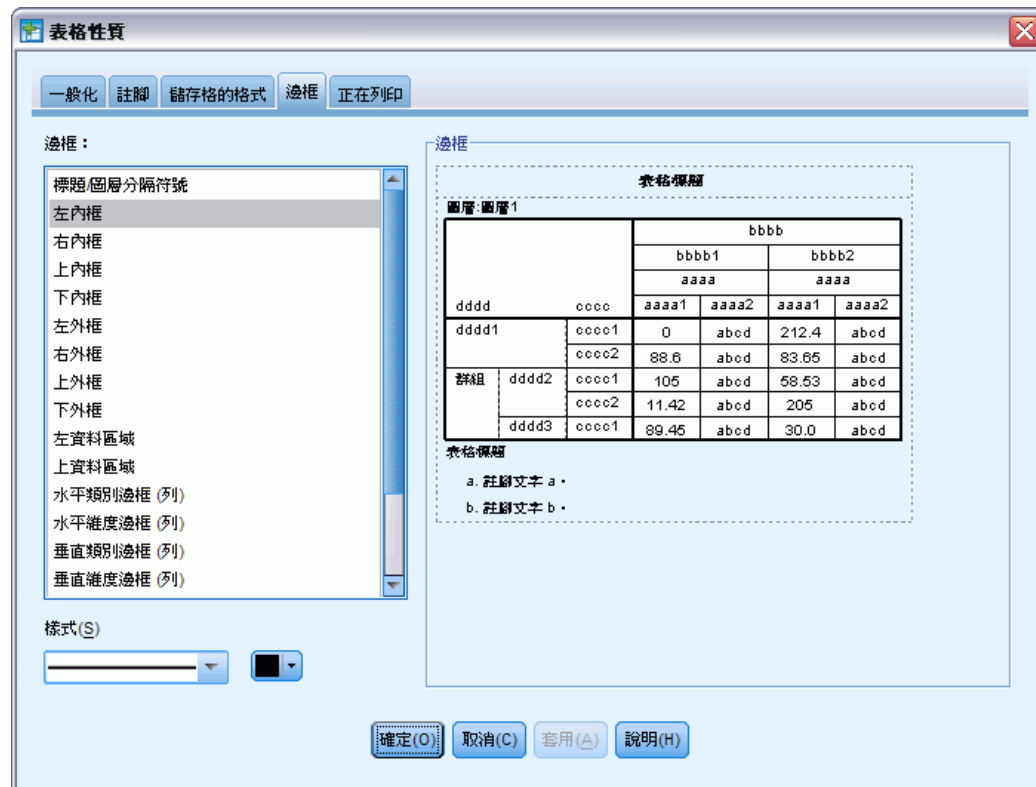 表格性質
一般化 註腳 儲存格的格式 邊框 正在列印
邊框：
標題/圖層分隔符號
左內框
右內框
上內框
下內框
左外框
右外框
上外框
下外框
左資料區域
上資料區域
水平類別邊框 (列)
水平維度邊框 (列)
垂直類別邊框 (列)
垂直維度邊框 (列)
樣式(S)
邊框
表格標題
圖層:圖層1
bbbb
bbbb1 bbbb2
aaaa aaaa
dddd cccc aaaa1 aaaa2 aaaa1 aaaa2
dddd1 cccc1 0 abcd 212.4 abcd
cccc2 88.6 abcd 83.65 abcd
群組 dddd2 cccc1 105 abcd 58.53 abcd
cccc2 11.42 abcd 205 abcd
dddd3 cccc1 89.45 abcd 30.0 abcd
表格標題
a. 註腳文字 a。
b. 註腳文字 b。
確定(O) 取消(C) 套用(A) 說明(H)